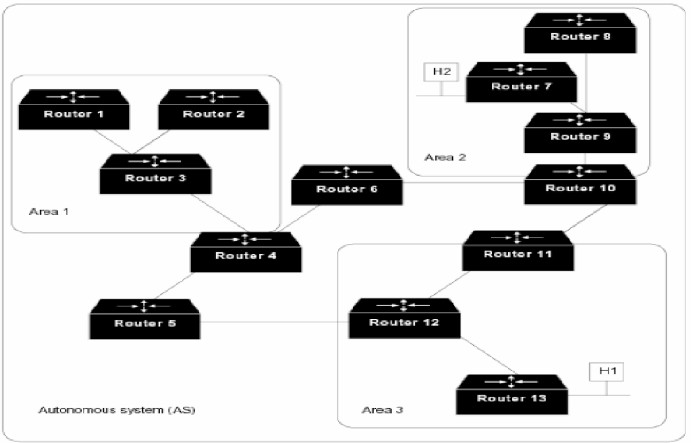 Router 8
H2
Router 7
Router 1
Router 2
Router 9
Area 2
Router 3
Router 6
Router 10
Area 1
Router 4
Router 11
Router 5
Router 12
H1
Router 13
Autonomous system (AS)
Area 3